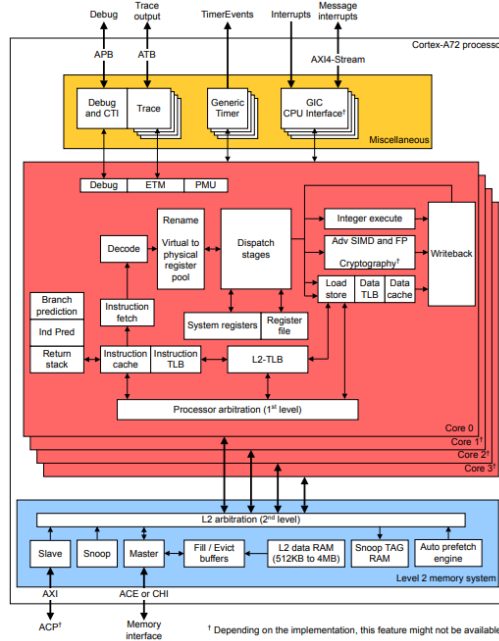 Debug
Trace
output
TimerEvents
Interrupts
Message
interrupts
APB
ATB
AXI4-Stream
Cortex-A72 processor
Debug
and CTI
Trace
Generic
Timer
GIC
CPU Interface†
Miscellaneous
Debug
ETM
PMU
Rename
Virtual to
physical
register
pool
Decode
Dispatch
stages
Integer execute
Adv SIMD and FP
Cryptography†
Writeback
Load
store
Data
TLB
Data
cache
Branch
prediction
Ind Pred
Return
stack
Instruction
fetch
System registers
Register
file
Instruction
cache
Instruction
TLB
L2-TLB
Processor arbitration (1st level)
Core 0
Core 1†
Core 2†
Core 3†
L2 arbitration (2nd level)
Slave
Snoop
Master
Fill / Evict
buffers
L2 data RAM
(512KB to 4MB)
Snoop TAG
RAM
Auto prefetch
engine
Level 2 memory system
AXI
ACE or CHI
ACP†
Memory
interface
† Depending on the implementation, this feature might not be available